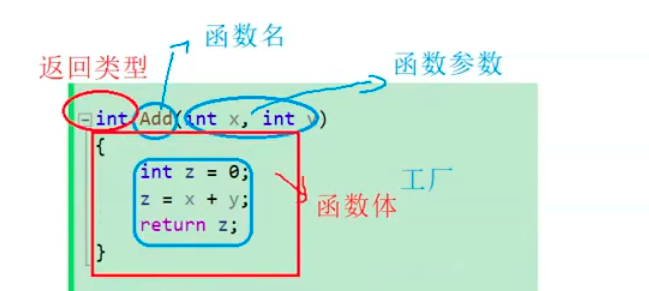 函数名
返回类型
函数参数
int Add(int x, int y)
{
int z = 0;
z = x + y;
return z;
}
工厂
函数体